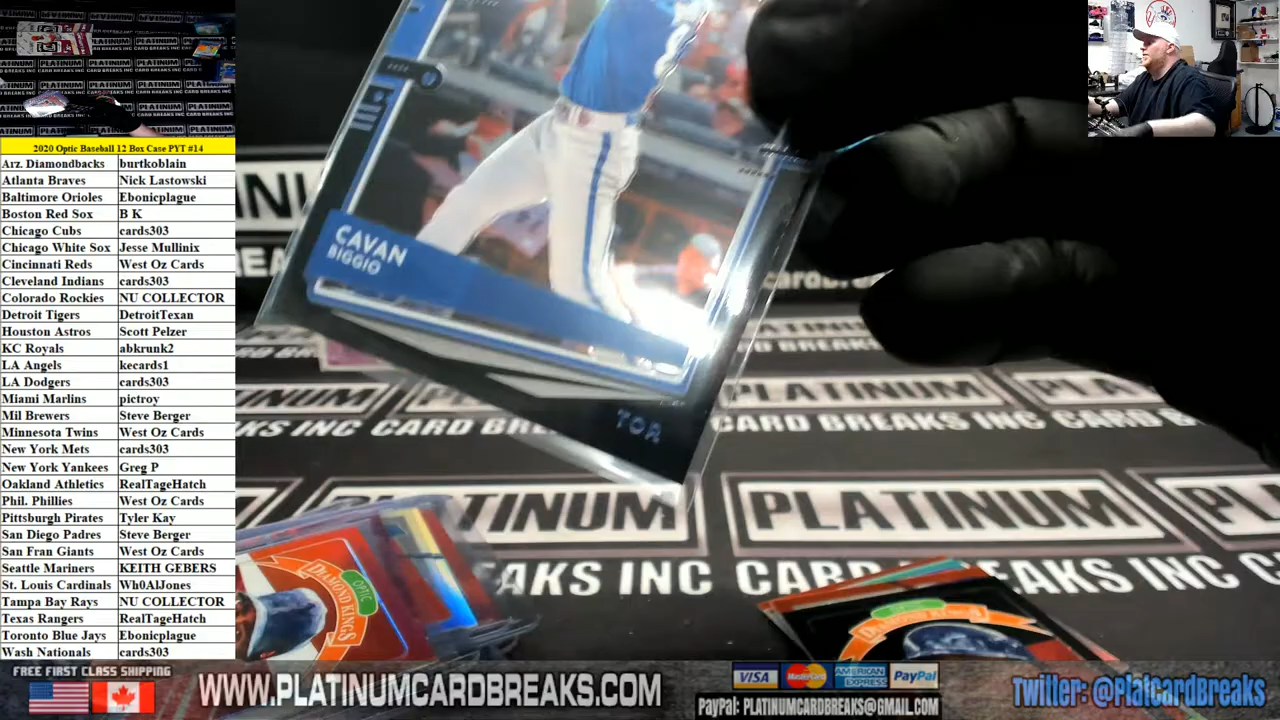 2020 Optic Baseball 12 Box Case PYT #14
Arz. Diamondbacks burtkoblain
Atlanta Braves Nick Lastowski
Baltimore Orioles Ebonicplague
Boston Red Sox B K
Chicago Cubs cards303
Chicago White Sox Jesse Mullinix
Cincinnati Reds West Oz Cards
Cleveland Indians cards303
Colorado Rockies NU COLLECTOR
Detroit Tigers DetroitTexan
Houston Astros Scott Pelzer
KC Royals abkrunk2
LA Angels kecards1
LA Dodgers cards303
Miami Marlins pictroy
Mil Brewers Steve Berger
Minnesota Twins West Oz Cards
New York Mets cards303
New York Yankees Greg P
Oakland Athletics RealTageHatch
Phil. Phillies West Oz Cards
Pittsburgh Pirates Tyler Kay
San Diego Padres Steve Berger
San Fran Giants West Oz Cards
Seattle Mariners KEITH GEBERS
St. Louis Cardinals Wh0AlJones
Tampa Bay Rays NU COLLECTOR
Texas Rangers RealTageHatch
Toronto Blue Jays Ebonicplague
Wash Nationals cards303
CAVAN
BIGGIO
TOR
PLATINUM
KS INC CARD BREAKS INC CARD BREA
PLATINUM PLATINUM
AKS INC CARD BREAKS INC
OPTIC
DIAMOND KINGS
FREE FIRST CLASS SHIPPING
WWW.PLATINUMCARDBREAKS.COM
VISA MasterCard AMERICAN EXPRESS PayPal
PayPal: PLATINUMCARDBREAKS@GMAIL.COM
Twitter: @PlatCardBreaks